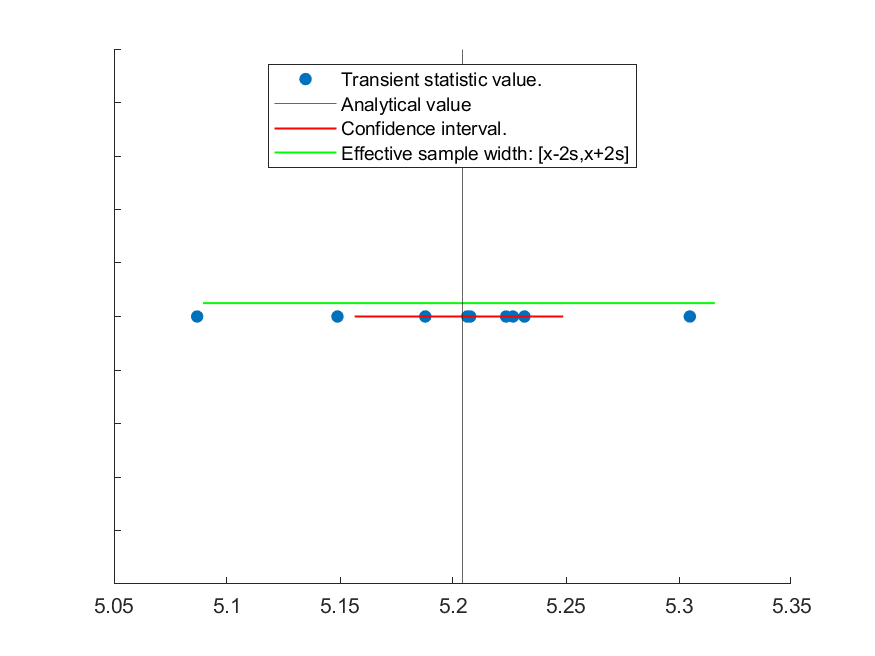 Transient statistic value.
Analytical value
Confidence interval.
Effective sample width: [x-2s,x+2s]
5.05 5.1 5.15 5.2 5.25 5.3 5.35